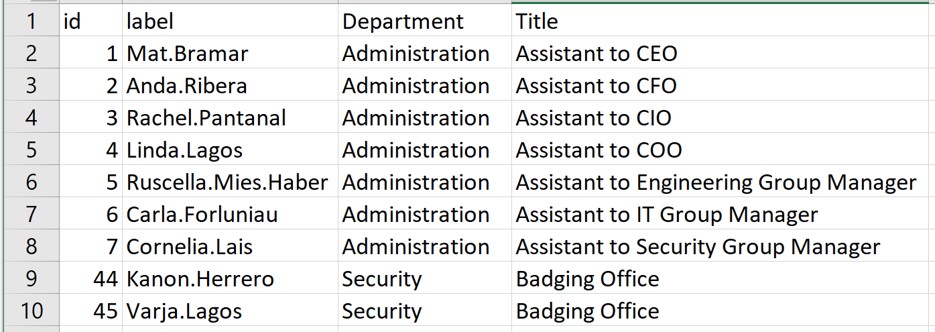 1 id label Department Title
2 1 Mat.Bramar Administration Assistant to CEO
3 2 Anda.Ribera Administration Assistant to CFO
4 3 Rachel.Pantanal Administration Assistant to CIO
5 4 Linda.Lagos Administration Assistant to COO
6 5 Ruscella.Mies.Haber Administration Assistant to Engineering Group Manager
7 6 Carla.Forluniau Administration Assistant to IT Group Manager
8 7 Cornelia.Lais Administration Assistant to Security Group Manager
9 44 Kanon.Herrero Security Badging Office
10 45 Varja.Lagos Security Badging Office